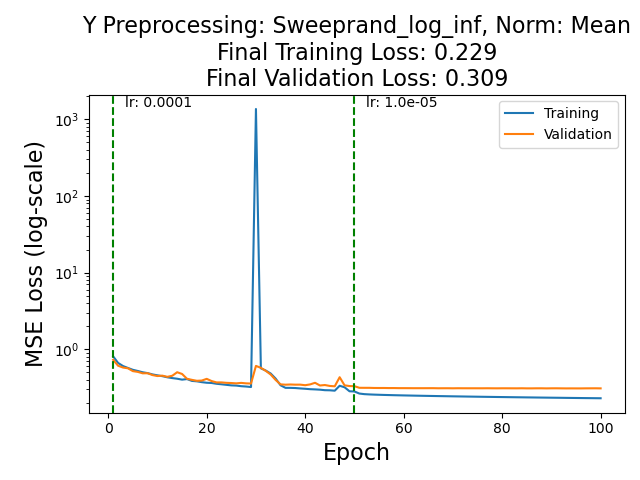 Y Preprocessing: Sweeprand_log_inf, Norm: Mean
Final Training Loss: 0.229
Final Validation Loss: 0.309
lr: 0.0001
lr: 1.0e-05
Training
Validation
MSE Loss (log-scale)
10³
10²
10¹
10⁰
0
20
40
60
80
100
Epoch